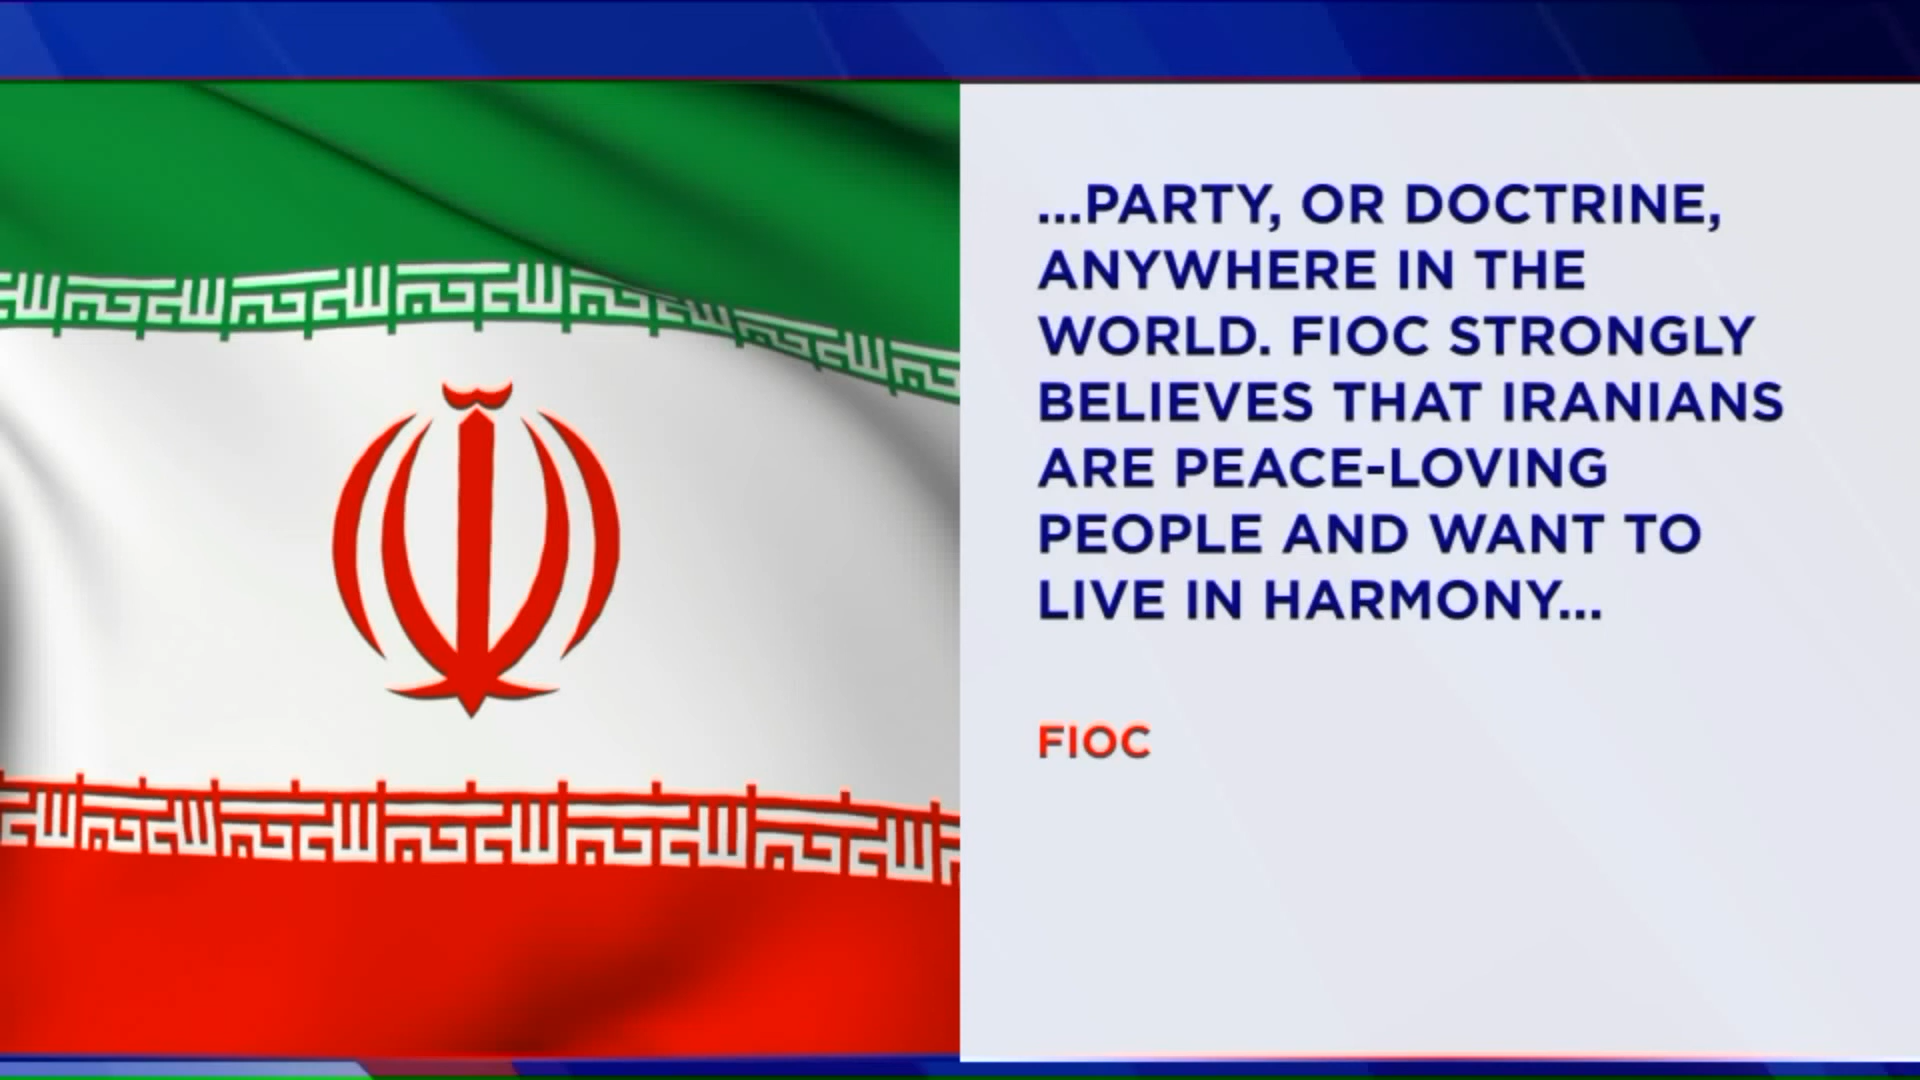 ...PARTY, OR DOCTRINE,
ANYWHERE IN THE
WORLD. FIOC STRONGLY
BELIEVES THAT IRANIANS
ARE PEACE-LOVING
PEOPLE AND WANT TO
LIVE IN HARMONY...
FIOC